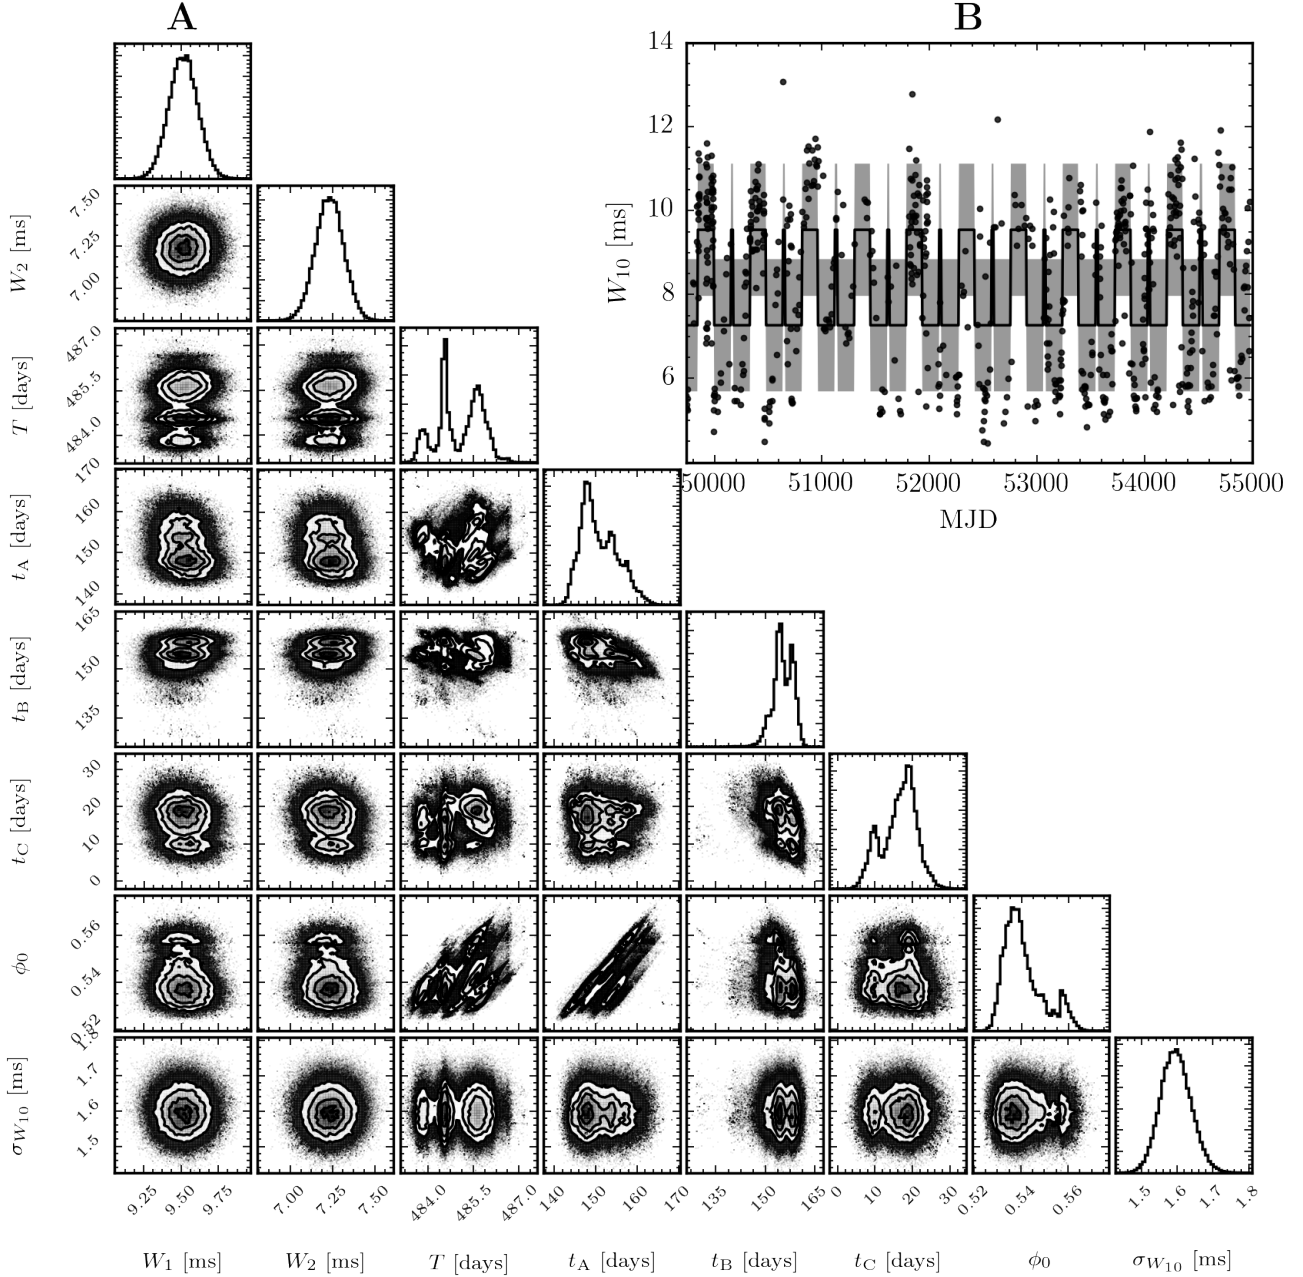 A
B
14
12
10
8
6
W10 [ms]
50000 51000 52000 53000 54000 55000
MJD
7.50
7.25
7.00
W2 [ms]
487.0
485.5
484.0
T [days]
170
160
150
140
tA [days]
165
150
135
tB [days]
30
20
10
0
tC [days]
0.56
0.54
0.52
ϕ0
1.8
1.7
1.6
1.5
σW10 [ms]
9.25 9.50 9.75 7.00 7.25 7.50 484.0 485.5 487.0 140 150 160 170 135 150 165 0 10 20 30 0.52 0.54 0.56 1.5 1.6 1.7 1.8
W1 [ms] W2 [ms] T [days] tA [days] tB [days] tC [days] ϕ0 σW10 [ms]